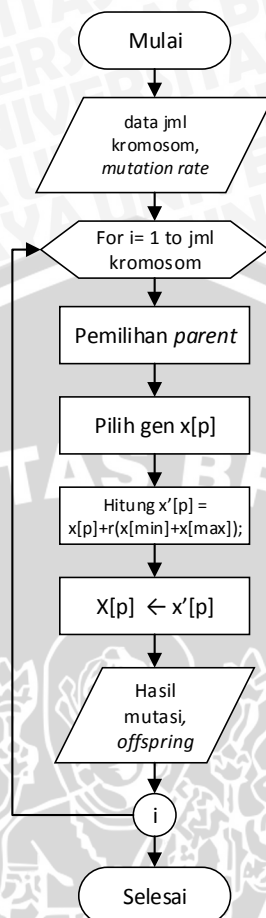 Mulai
data jml
kromosom,
mutation rate
For i= 1 to jml
kromosom
Pemilihan parent
Pilih gen x[p]
Hitung x’[p] =
x[p]+r(x[min]+x[max]);
X[p] ← x’[p]
Hasil
mutasi,
offspring
i
Selesai